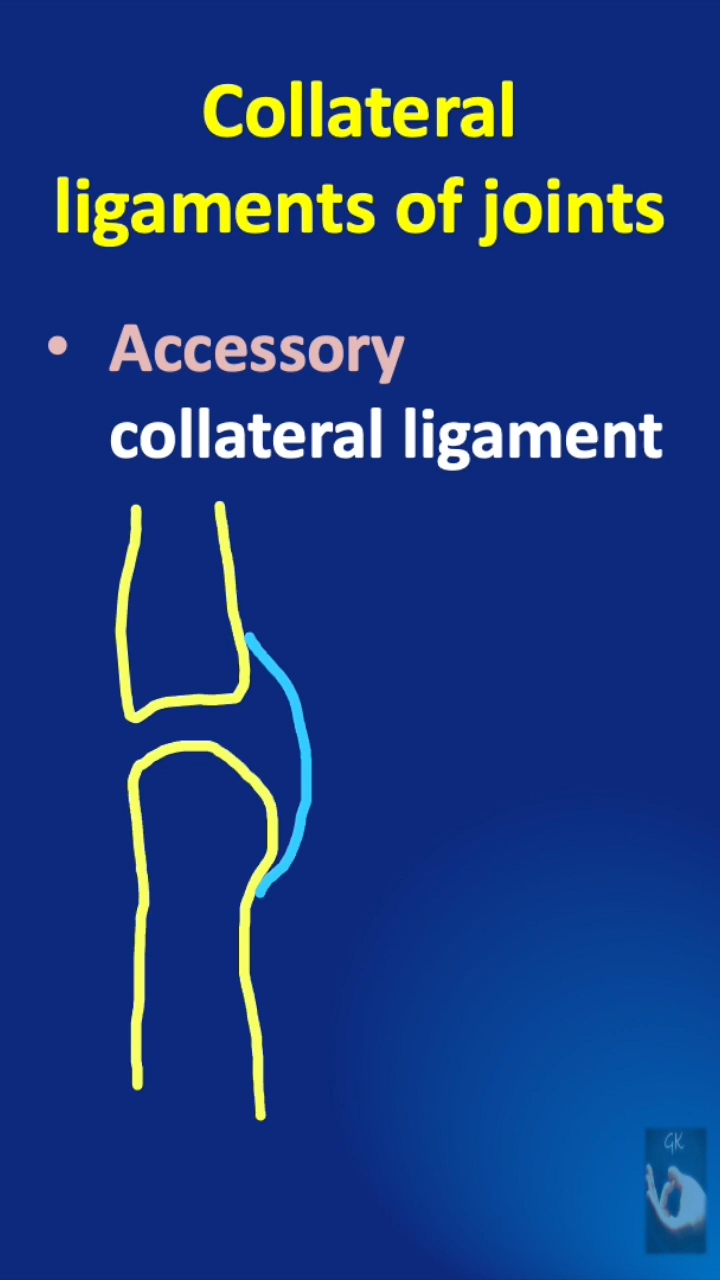 Collateral
ligaments of joints
• Accessory
collateral ligament
GK